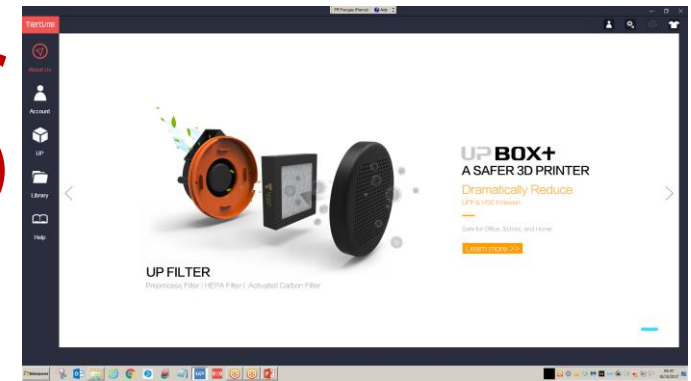 Tiertime
About Us
Account
UP
Library
Help
UP BOX+
A SAFER 3D PRINTER
Dramatically Reduce
UFP & VOC Emission
Safe for Office, School, and Home
Learn more >>
UP FILTER
Preprocess Filter | HEPA Filter | Activated Carbon Filter